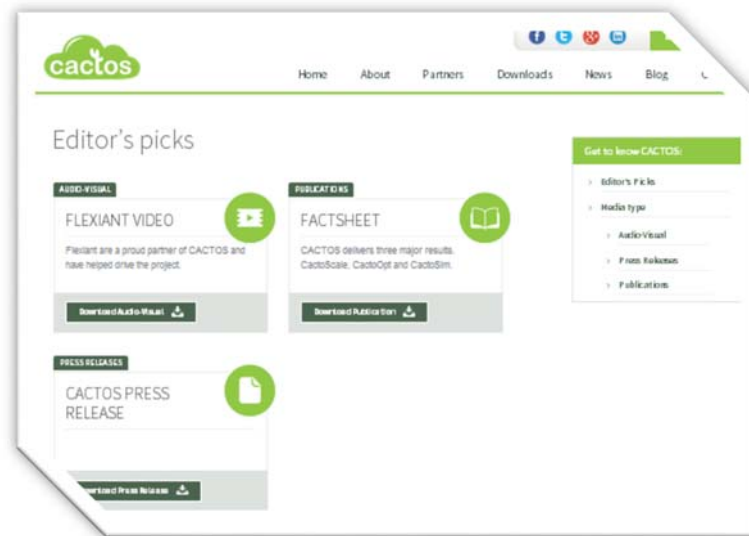 cactos
Home About Partners Downloads News Blog
Editor's picks
AUDIO-VISUAL
FLEXIANT VIDEO
Flexiant are a proud partner of CACTOS and
have helped drive the project.
Download Audio-Visual
PUBLICATIONS
FACTSHEET
CACTOS delivers three major results.
CactoScale, CactoOpt and CactoSim.
Download Publication
PRESS RELEASES
CACTOS PRESS
RELEASE
Download Press Release
Get to know CACTOS:
Editor's Picks
Media type
Audio-Visual
Press Releases
Publications